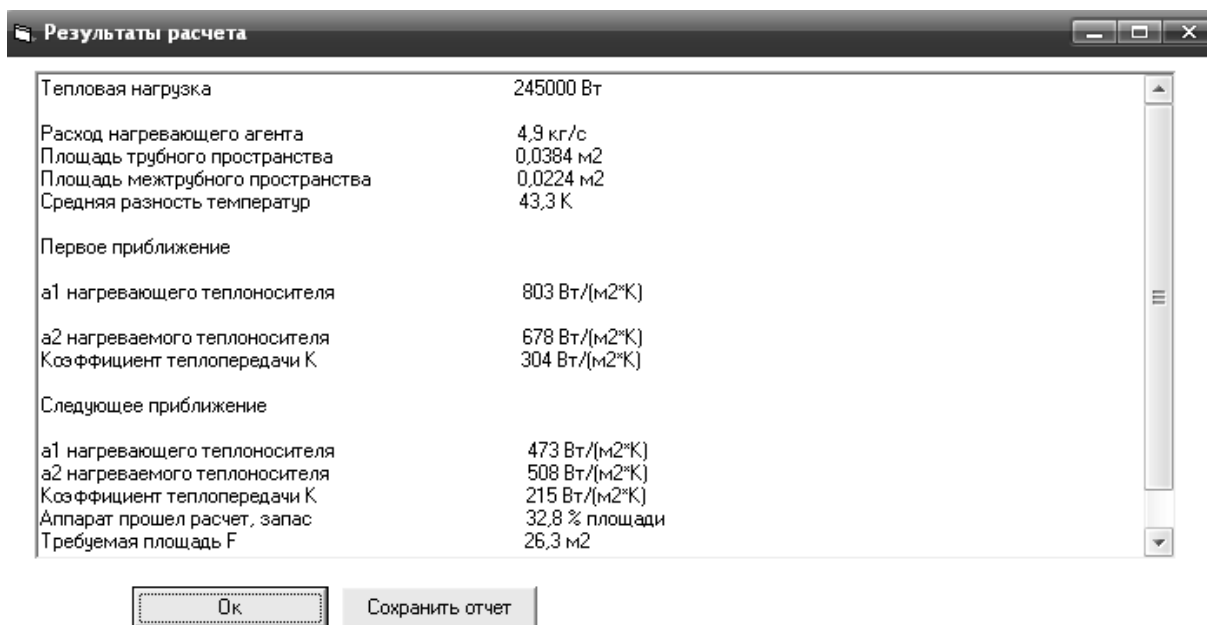 Результаты расчета
Тепловая нагрузка 245000 Вт
Расход нагревающего агента 4,9 кг/с
Площадь трубного пространства 0,0384 м2
Площадь межтрубного пространства 0,0224 м2
Средняя разность температур 43,3 К
Первое приближение
а1 нагревающего теплоносителя 803 Вт/(м2*К)
а2 нагреваемого теплоносителя 678 Вт/(м2*К)
Коэффициент теплопередачи К 304 Вт/(м2*К)
Следующее приближение
а1 нагревающего теплоносителя 473 Вт/(м2*К)
а2 нагреваемого теплоносителя 508 Вт/(м2*К)
Коэффициент теплопередачи К 215 Вт/(м2*К)
Аппарат прошел расчет, запас 32,8 % площади
Требуемая площадь F 26,3 м2
Ок Сохранить отчет